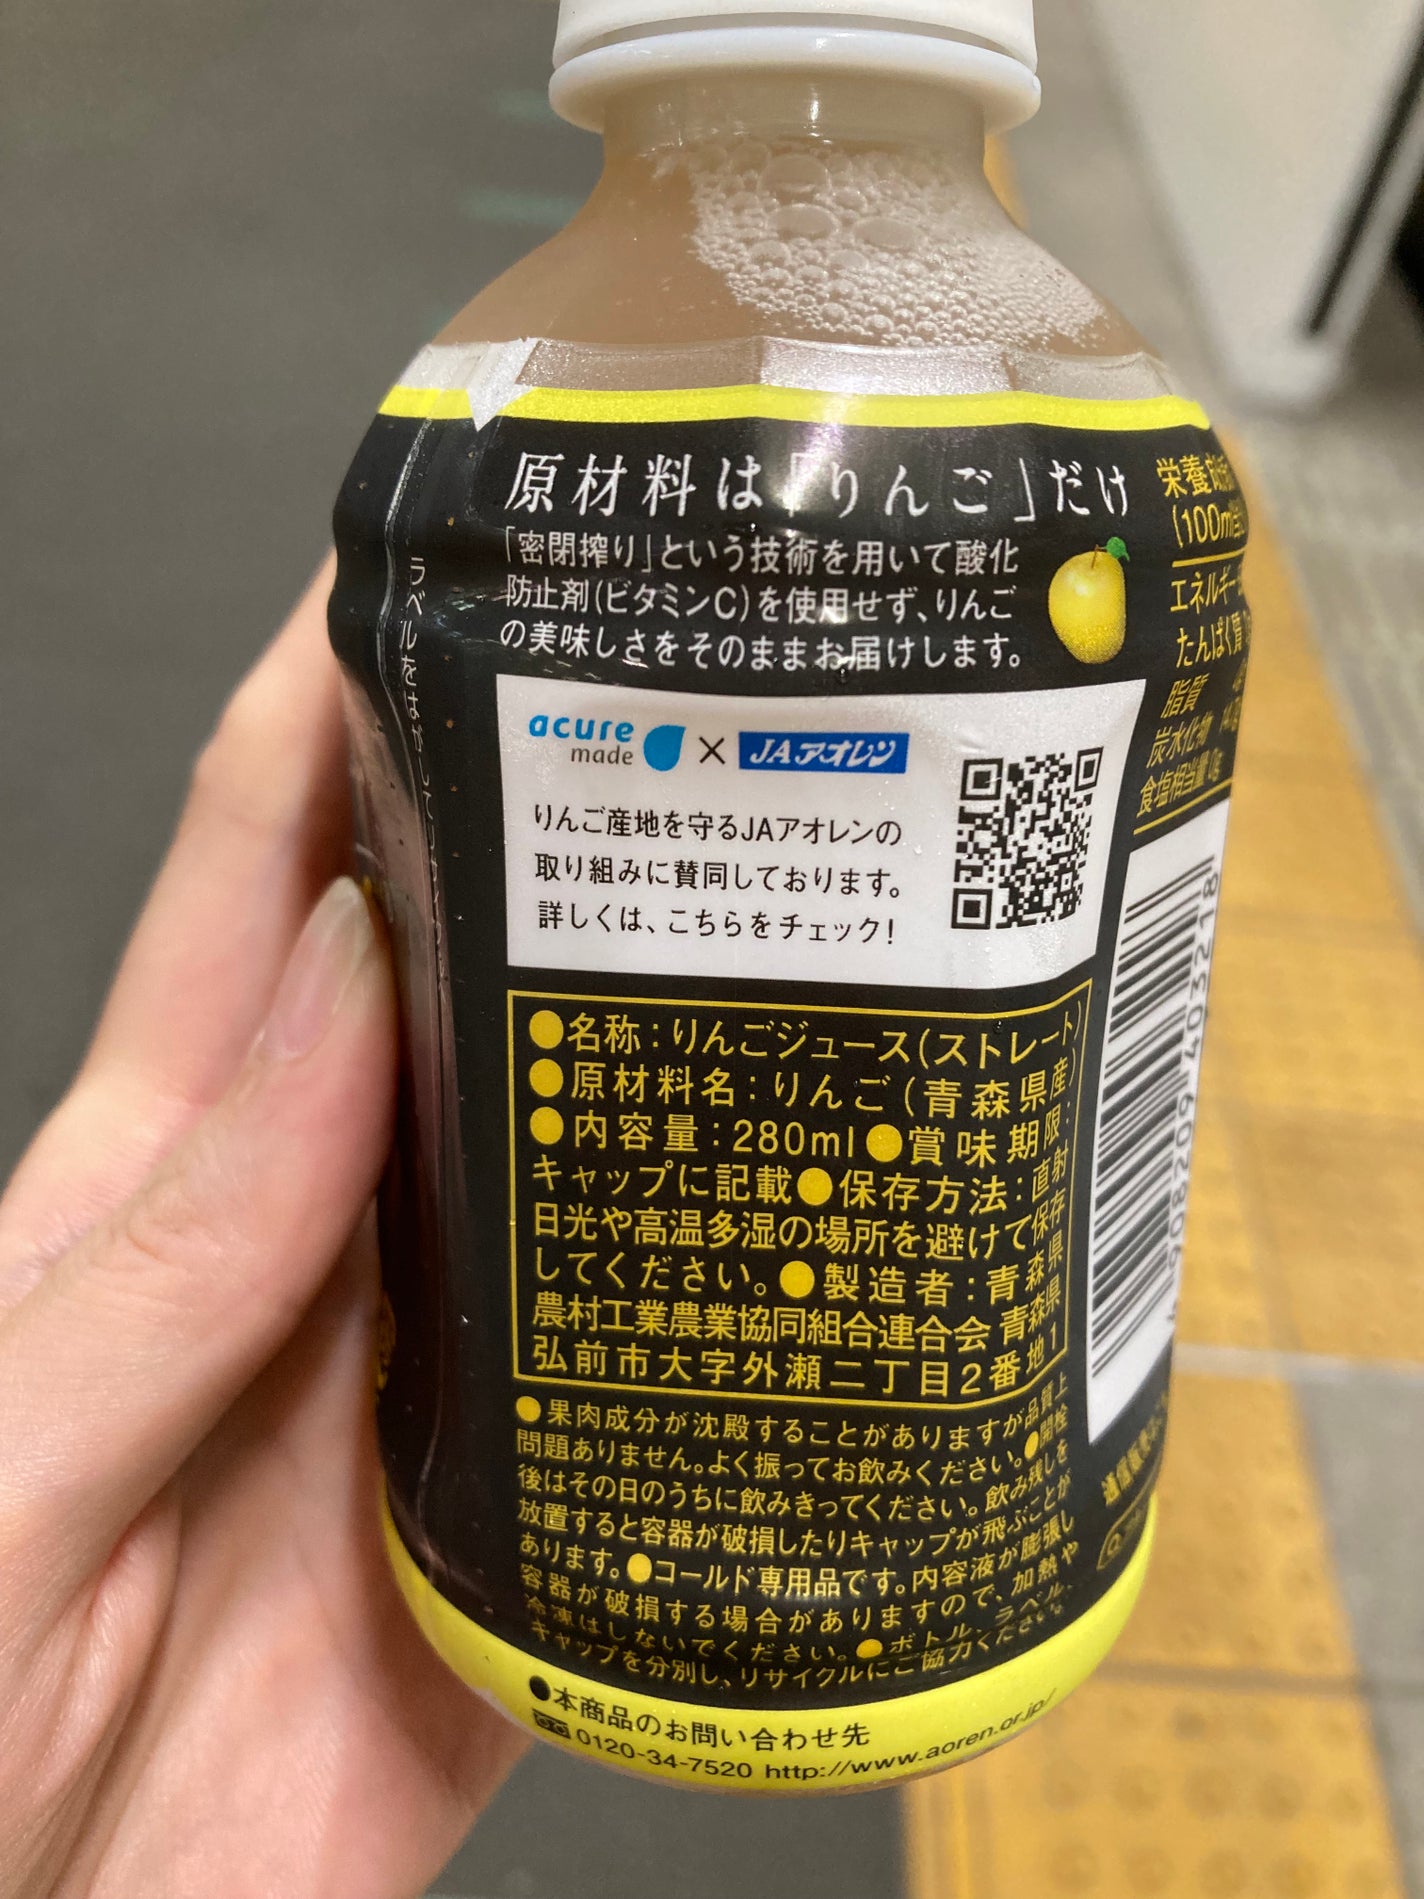 原材料は「りんご」だけ
「密閉搾り」という技術を用いて酸化
防止剤(ビタミンC)を使用せず、りんご
の美味しさをそのままお届けします。
acure
made
×
JAアオレン
りんご産地を守るJAアオレンの
取り組みに賛同しております。
詳しくは、こちらをチェック!
●名称:りんごジュース(ストレート)
●原材料名:りんご(青森県産)
●内容量:280ml●賞味期限:
キャップに記載●保存方法:直射
日光や高温多湿の場所を避けて保存
してください。●製造者:青森県
農村工業農業協同組合連合会 青森県
弘前市大字外瀬二丁目2番地1
●果肉成分が沈殿することがありますが品質上
問題ありません。よく振ってお飲みください。●開栓
後はその日のうちに飲みきってください。飲み残しを
放置すると容器が破損したりキャップが飛ぶことが
あります。●コールド専用品です。内容液が膨張し
容器が破損する場合がありますので、加熱や
冷凍はしないでください。●ボトル、ラベル、
キャップを分別し、リサイクルにご協力ください。
●本商品のお問い合わせ先
0120-34-7520 http://www.aoren.or.jp/
ラベルをはがして
栄養成
(100ml
エネルギー
たんぱく質
脂質
炭水化物
食塩相当量 0g
4908209403218